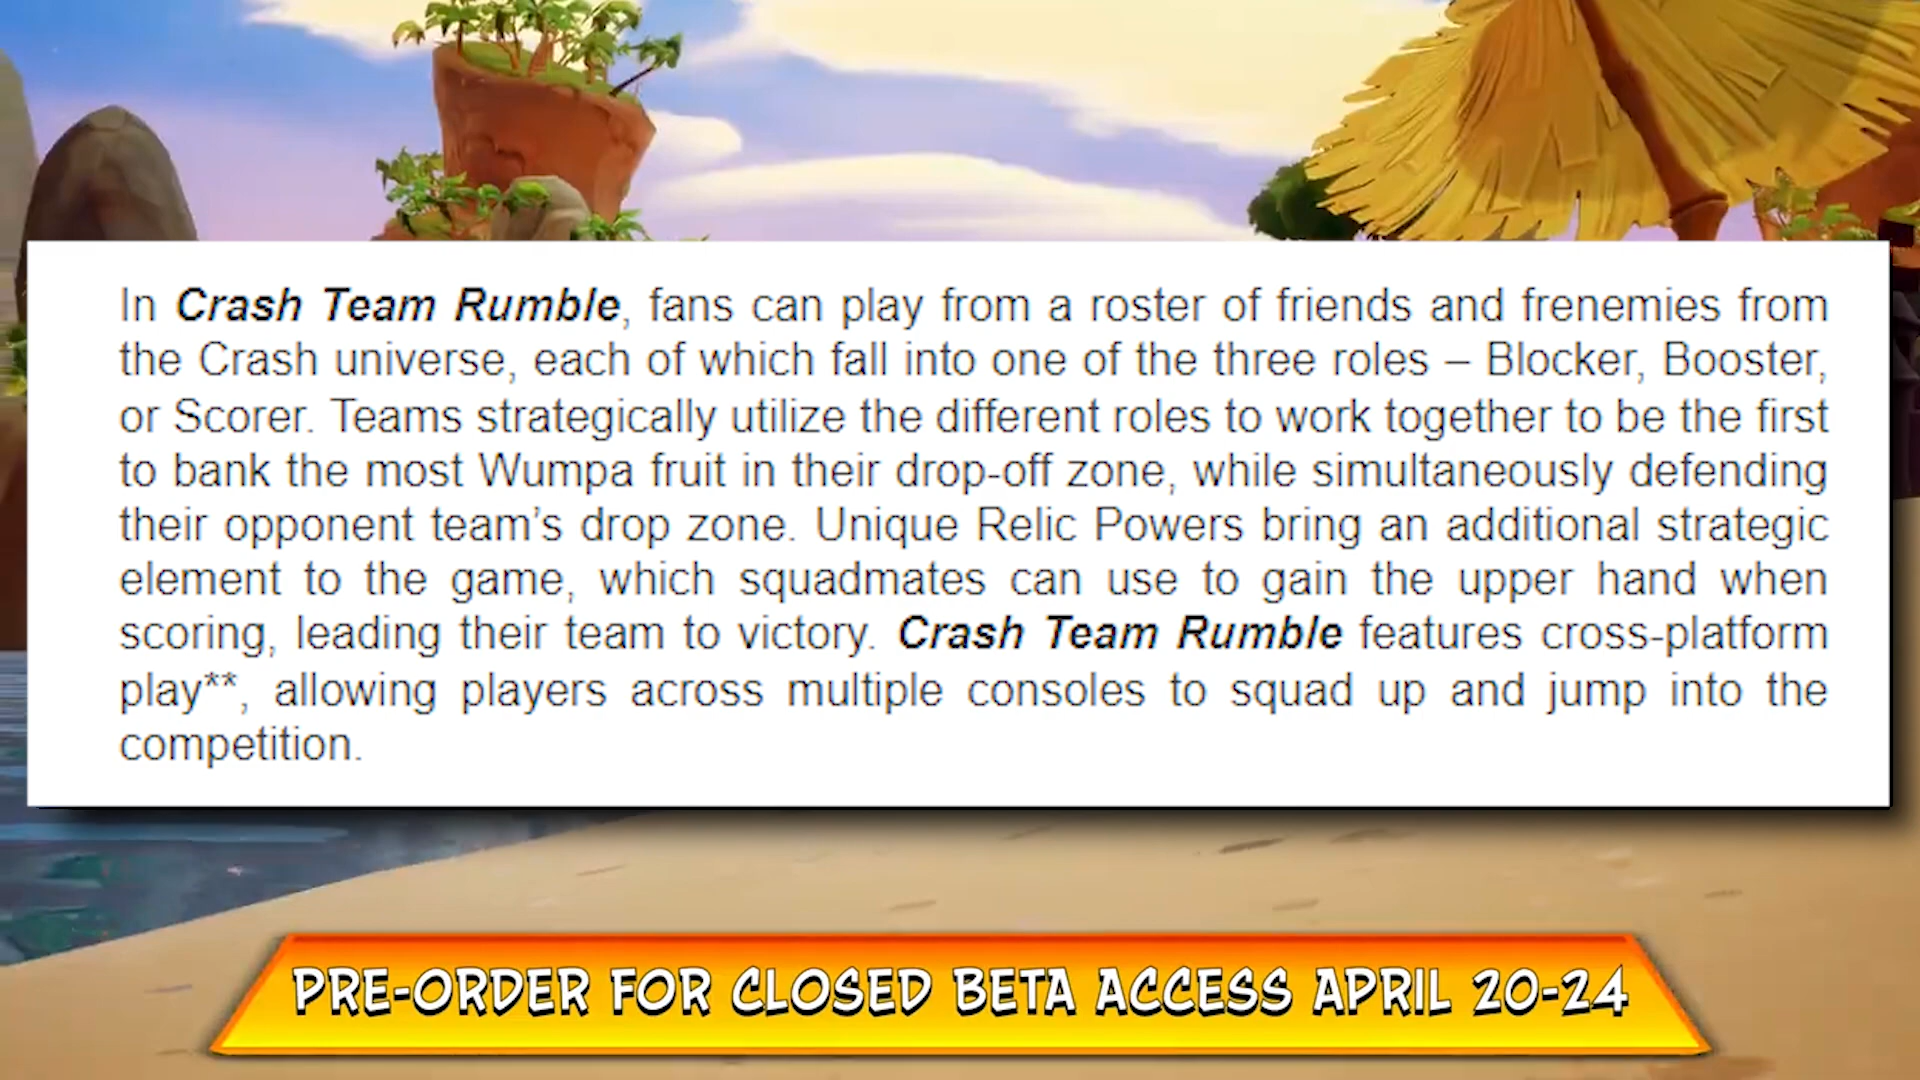 In Crash Team Rumble, fans can play from a roster of friends and frenemies from
the Crash universe, each of which fall into one of the three roles – Blocker, Booster,
or Scorer. Teams strategically utilize the different roles to work together to be the first
to bank the most Wumpa fruit in their drop-off zone, while simultaneously defending
their opponent team’s drop zone. Unique Relic Powers bring an additional strategic
element to the game, which squadmates can use to gain the upper hand when
scoring, leading their team to victory. Crash Team Rumble features cross-platform
play**, allowing players across multiple consoles to squad up and jump into the
competition.
PRE-ORDER FOR CLOSED BETA ACCESS APRIL 20-24